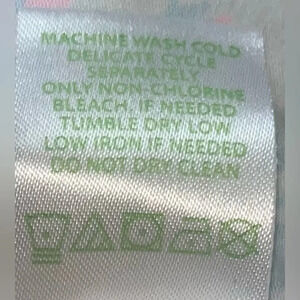 MACHINE WASH COLD
DELICATE CYCLE
SEPARATELY
ONLY NON-CHLORINE
BLEACH, IF NEEDED
TUMBLE DRY LOW
LOW IRON IF NEEDED
DO NOT DRY CLEAN